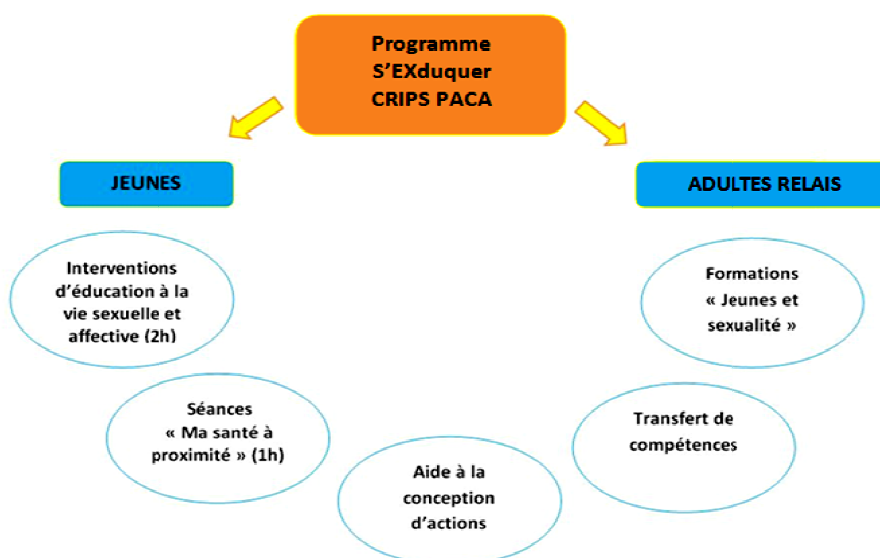 Programme
S'EXduquer
CRIPS PACA
JEUNES
ADULTES RELAIS
Interventions
d'éducation à la
vie sexuelle et
affective (2h)
Formations
« Jeunes et
sexualité »
Séances
« Ma santé à
proximité » (1h)
Transfert de
compétences
Aide à la
conception
d'actions